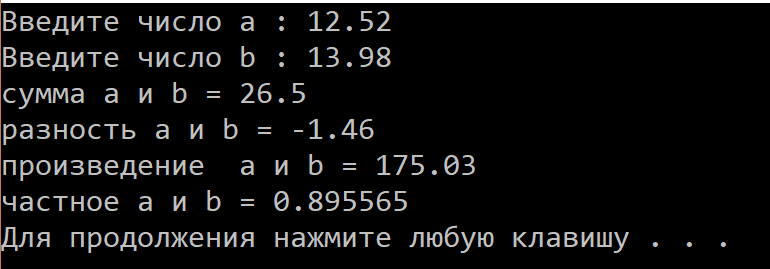 Введите число a : 12.52
Введите число b : 13.98
сумма a и b = 26.5
разность a и b = -1.46
произведение  a и b = 175.03
частное a и b = 0.895565
Для продолжения нажмите любую клавишу . . .